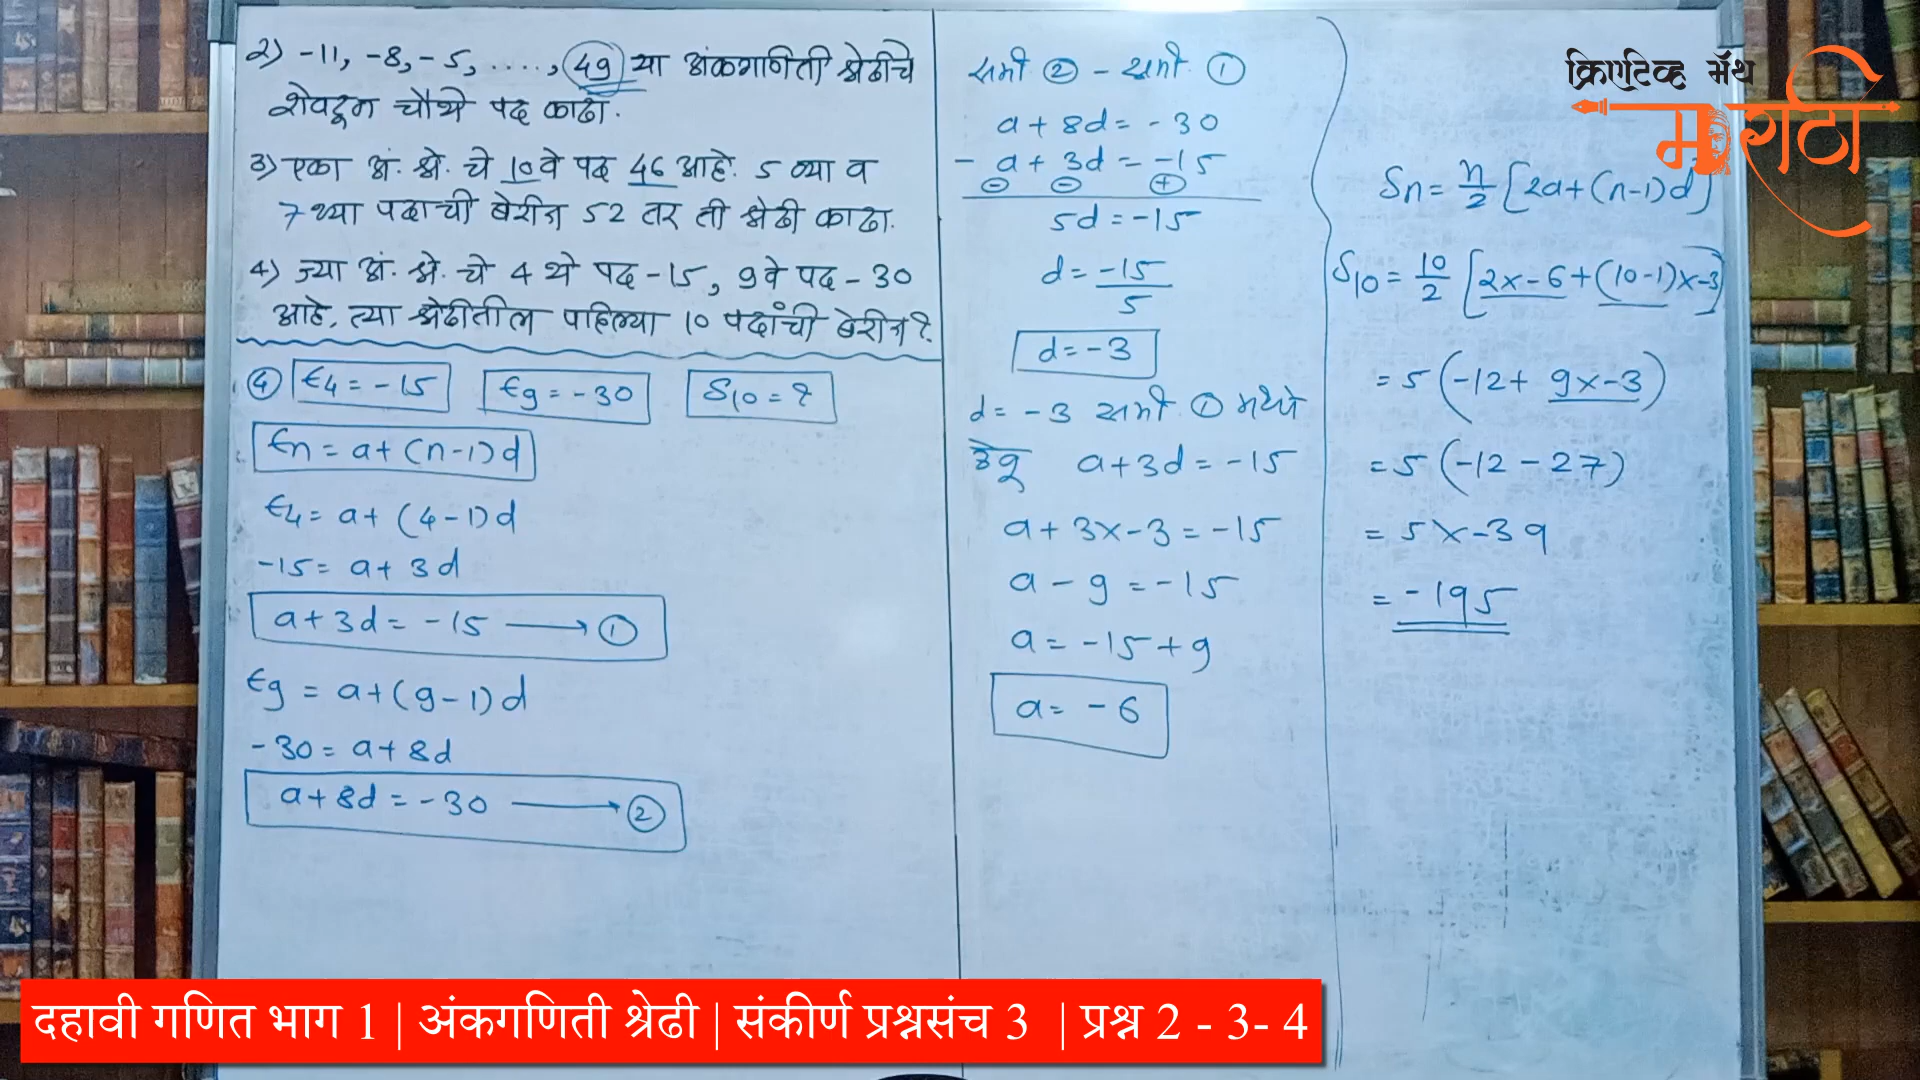 2) -11, -8, -5, ...., 49 या अंकगणिती श्रेढीचे
शेवटून चौथे पद काढा.
3) एका अं. श्रे. चे 10 वे पद 46 आहे. 5 व्या व
7 व्या पदाची बेरीज 52 तर ती श्रेढी काढा.
4) ज्या अं. श्रे. चे 4 थे पद -15, 9 वे पद -30
आहे, त्या श्रेढीतील पहिल्या 10 पदांची बेरीज ?.
④ t4 = -15 t9 = -30 S10 = ?
tn = a+(n-1)d
t4 = a+ (4-1)d
-15 = a+ 3d
a+3d = -15 → ①
t9 = a+(9-1)d
-30 = a+ 8d
a+8d = -30 → ②
समी ② - समी. ①
a+ 8d = -30
- a+ 3d = -15
⊖ ⊖ ⊕
5d = -15
d = -15
5
d = -3
d = -3 समी. ① मध्ये
ठेवू a+3d = -15
a+ 3x-3 = -15
a - 9 = -15
a = -15+9
a = -6
Sn = n/2 [2a+(n-1)d]
S10 = 10/2 [2x-6+(10-1)x-3]
= 5 (-12+ 9x-3)
= 5 (-12 - 27)
= 5 x -39
= -195
क्रिएटिव्ह मॅथ
मराठी
दहावी गणित भाग 1 | अंकगणिती श्रेढी | संकीर्ण प्रश्नसंच 3 | प्रश्न 2 - 3- 4